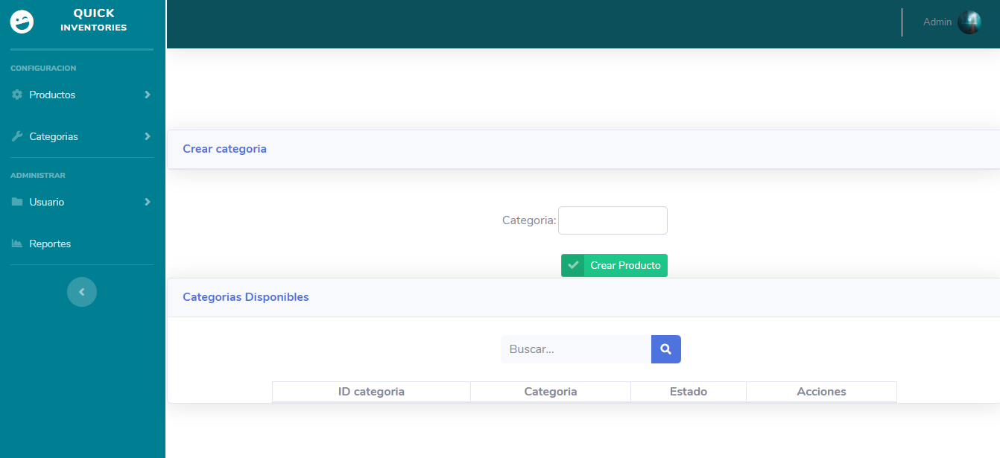 QUICK
INVENTORIES
Admin
CONFIGURACION
Productos
Categorias
ADMINISTRAR
Usuario
Reportes
Crear categoria
Categoria:
Crear Producto
Categorias Disponibles
Buscar...
ID categoria Categoria Estado Acciones